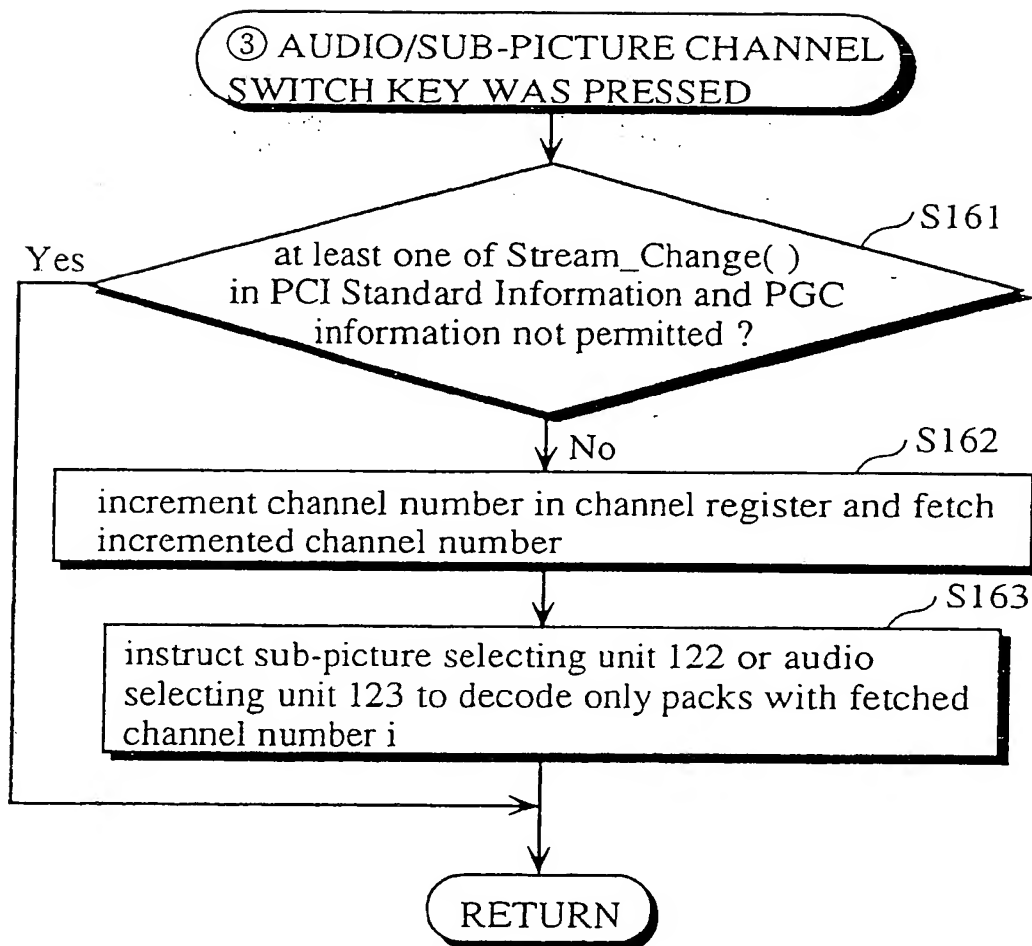 ③ AUDIO/SUB-PICTURE CHANNEL
SWITCH KEY WAS PRESSED
S161
Yes
at least one of Stream_Change( )
in PCI Standard Information and PGC
information not permitted ?
No
S162
increment channel number in channel register and fetch
incremented channel number
S163
instruct sub-picture selecting unit 122 or audio
selecting unit 123 to decode only packs with fetched
channel number i
RETURN